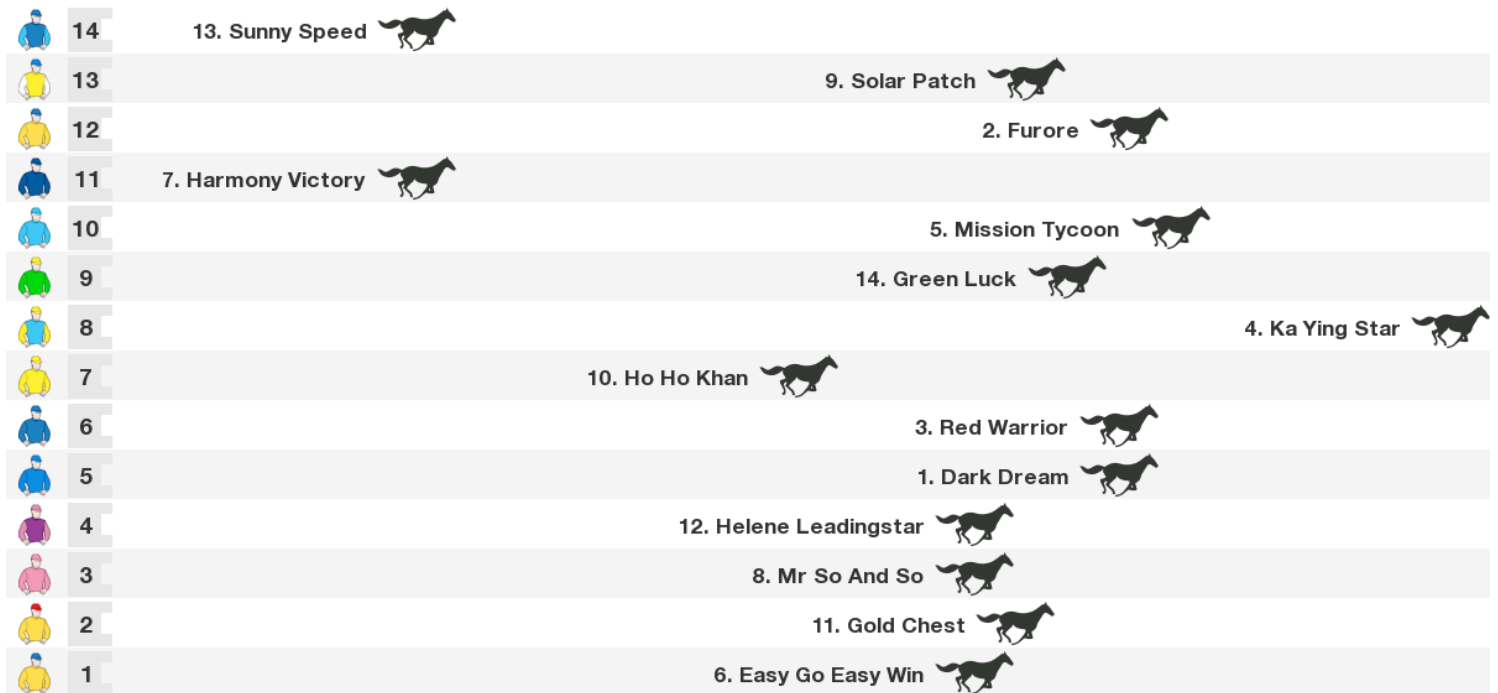 14 13. Sunny Speed
13 9. Solar Patch
12 2. Furore
11 7. Harmony Victory
10 5. Mission Tycoon
9 14. Green Luck
8 4. Ka Ying Star
7 10. Ho Ho Khan
6 3. Red Warrior
5 1. Dark Dream
4 12. Helene Leadingstar
3 8. Mr So And So
2 11. Gold Chest
1 6. Easy Go Easy Win